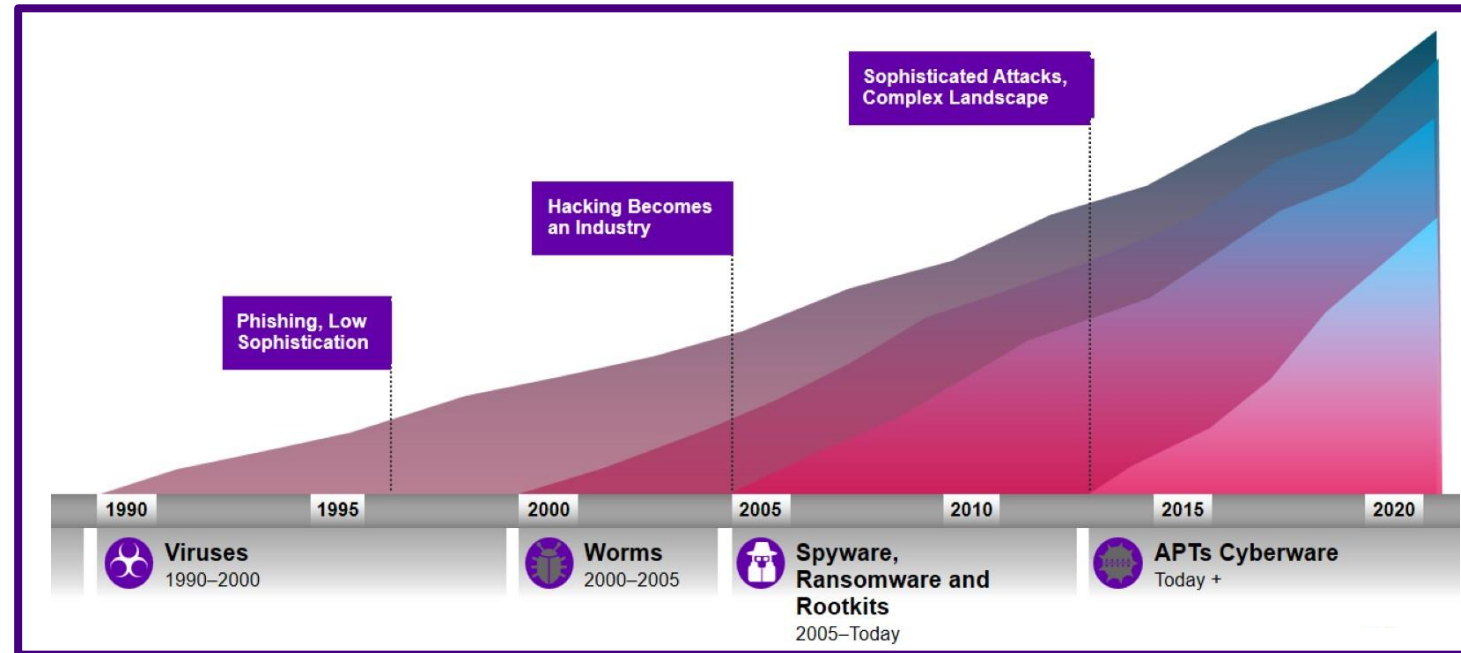 Sophisticated Attacks,
Complex Landscape
Hacking Becomes
an Industry
Phishing, Low
Sophistication
1990
1995
2000
2005
2010
2015
2020
Viruses
1990–2000
Worms
2000–2005
Spyware,
Ransomware and
Rootkits
2005–Today
APTs Cyberware
Today +